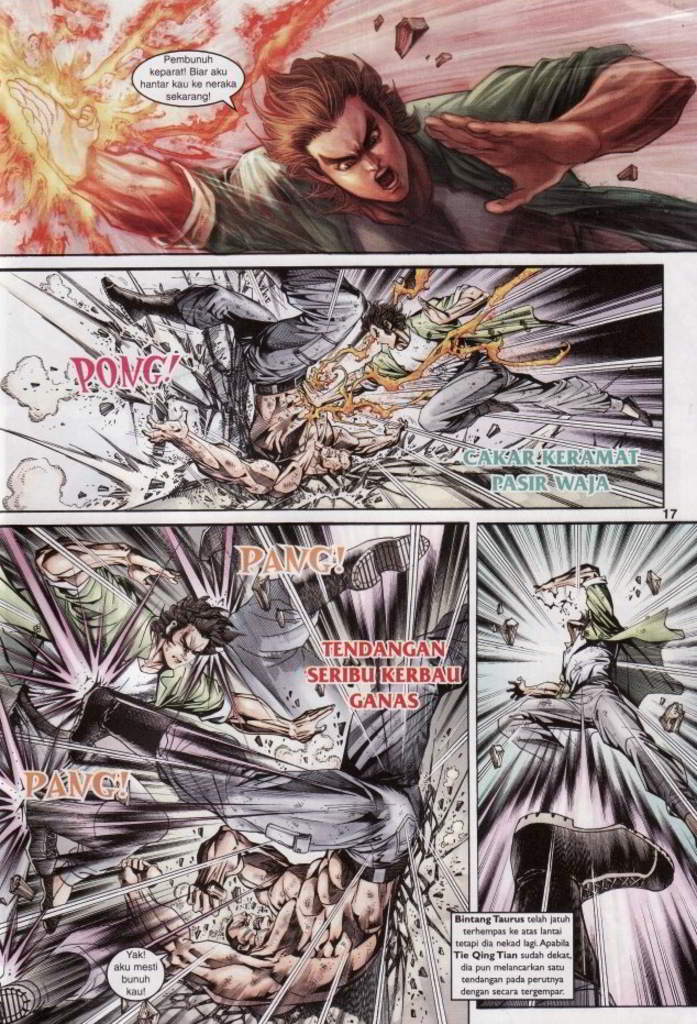 Pembunuh
keparat! Biar aku
hantar kau ke neraka
sekarang!
PONG!
CAKAR KERAMAT
PASIR WAJA
17
PANG!
TENDANGAN
SERIBU KERBAU
GANAS
PANG!
Yak!
aku mesti
bunuh
kau!
Bintang Taurus telah jatuh
terhempas ke atas lantai
tetapi dia nekad lagi. Apabila
Tie Qing Tian sudah dekat,
dia pun melancarkan satu
tendangan pada perutnya
dengan secara tergempar.